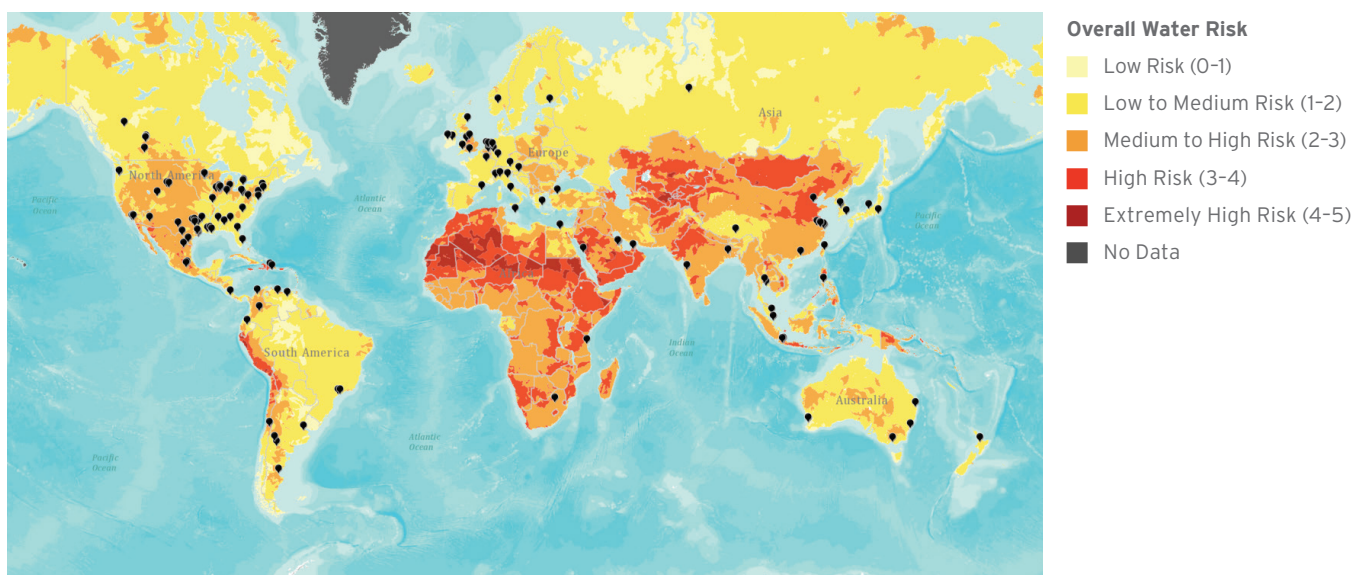 Overall Water Risk
Low Risk (0–1)
Low to Medium Risk (1–2)
Medium to High Risk (2–3)
High Risk (3–4)
Extremely High Risk (4–5)
No Data
Asia
Europe
North America
Pacific
Ocean
Atlantic
Ocean
Pacific
Ocean
Indian
Ocean
South America
Australia
Atlantic
Ocean
Pacific
Ocean